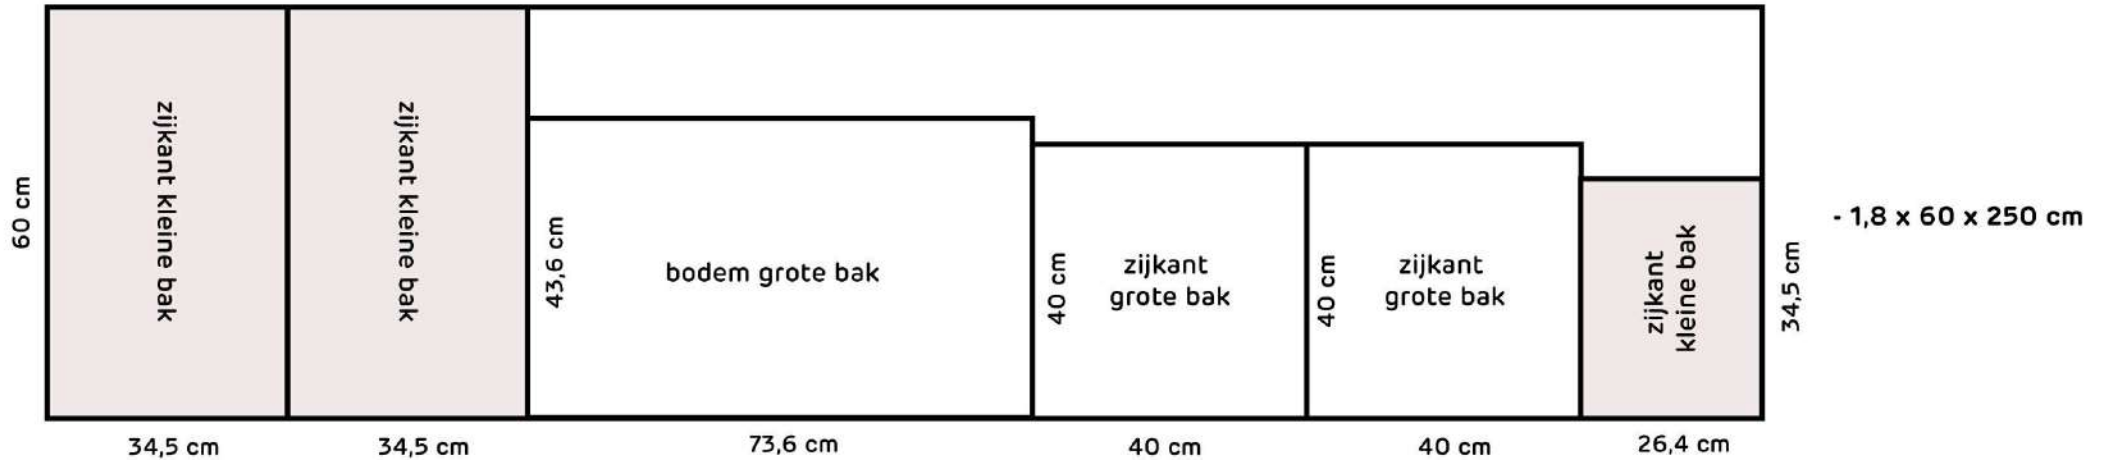 60 cm
zijkant kleine bak
zijkant kleine bak
43,6 cm
bodem grote bak
40 cm
zijkant
grote bak
40 cm
zijkant
grote bak
zijkant
kleine bak
34,5 cm
- 1,8 x 60 x 250 cm
34,5 cm
34,5 cm
73,6 cm
40 cm
40 cm
26,4 cm